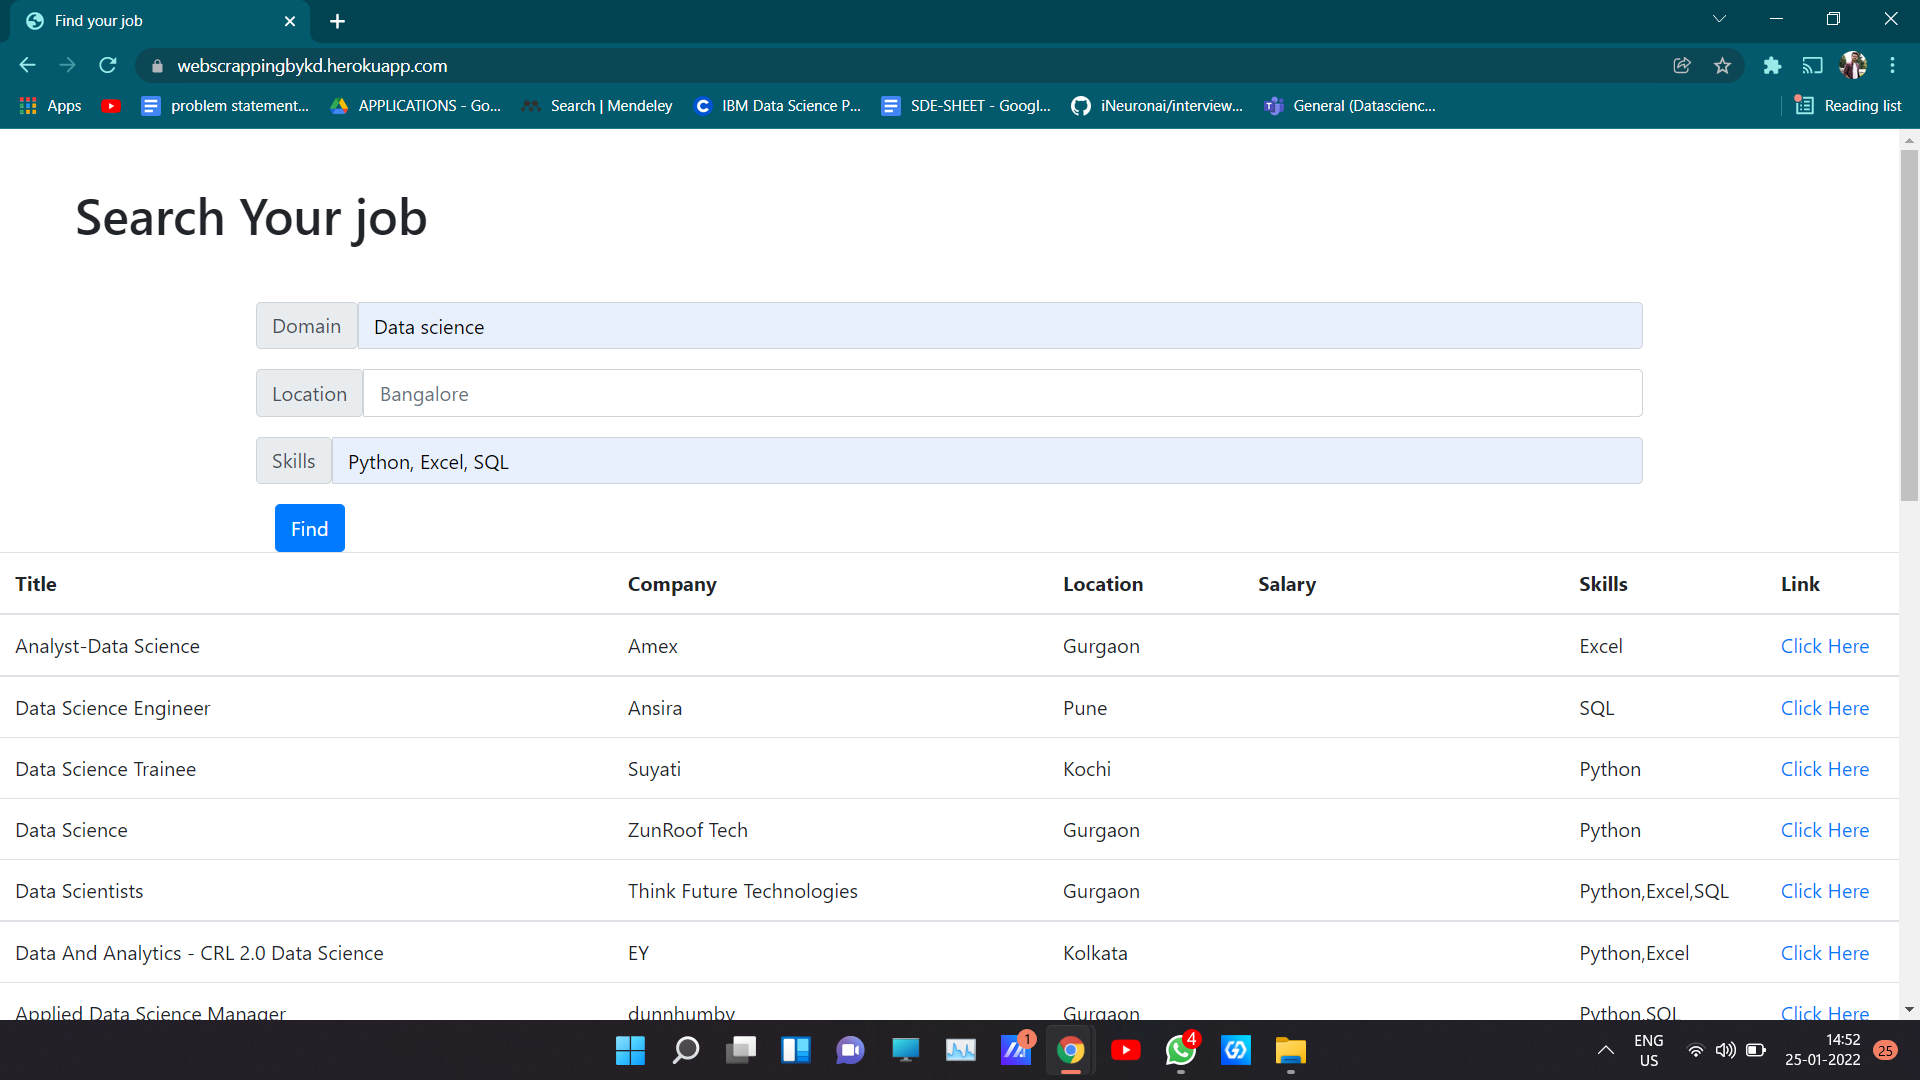 Find your job
webscrappingbykd.herokuapp.com
Apps problem statement... APPLICATIONS - Go... Search | Mendeley IBM Data Science P... SDE-SHEET - Googl... iNeuronai/interview... General (Datascienc... Reading list
Search Your job
Domain Data science
Location Bangalore
Skills Python, Excel, SQL
Find
Title Company Location Salary Skills Link
Analyst-Data Science Amex Gurgaon Excel Click Here
Data Science Engineer Ansira Pune SQL Click Here
Data Science Trainee Suyati Kochi Python Click Here
Data Science ZunRoof Tech Gurgaon Python Click Here
Data Scientists Think Future Technologies Gurgaon Python,Excel,SQL Click Here
Data And Analytics - CRL 2.0 Data Science EY Kolkata Python,Excel Click Here
Applied Data Science Manager dunnhumby Gurgaon Python,SQL Click Here
1 4 ENG 14:52 25
US 25-01-2022